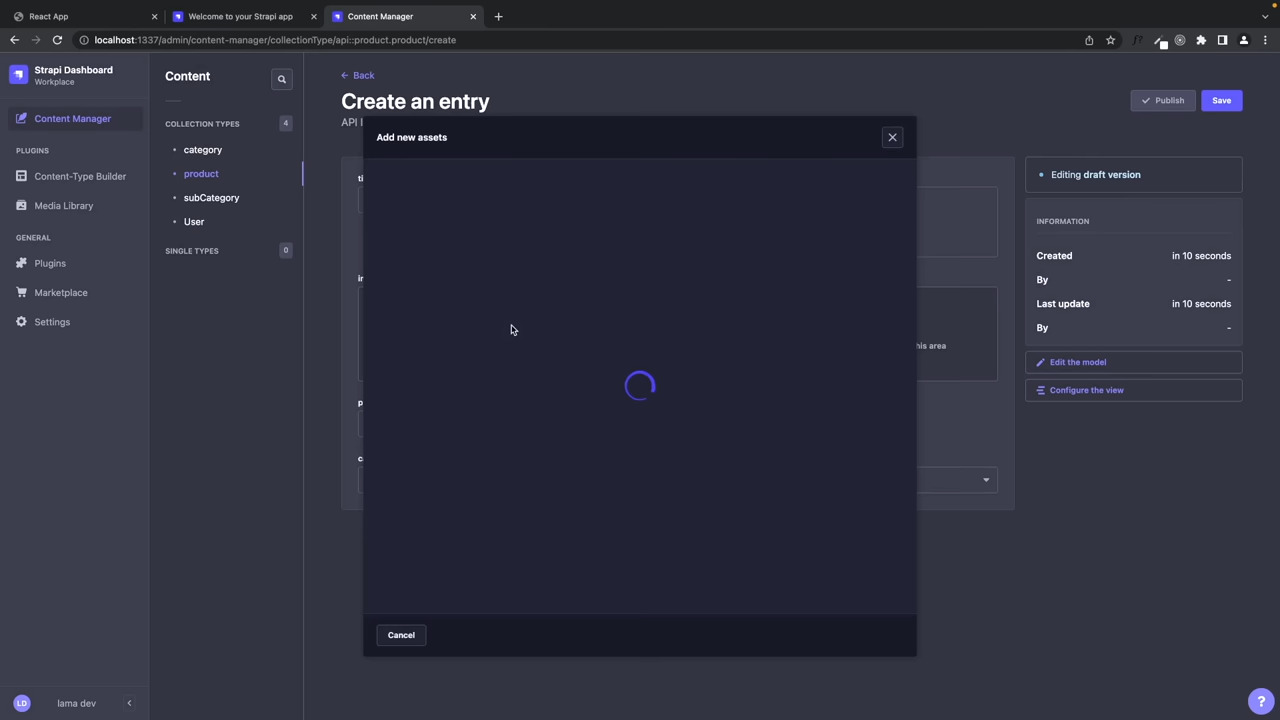 React App
Welcome to your Strapi app
Content Manager
localhost:1337/admin/content-manager/collectionType/api::product.product/create
Strapi Dashboard
Workplace
Content Manager
PLUGINS
Content-Type Builder
Media Library
GENERAL
Plugins
Marketplace
Settings
LD
lama dev
Content
COLLECTION TYPES
4
category
product
subCategory
User
SINGLE TYPES
0
Back
Create an entry
Publish
Save
Add new assets
Cancel
his area
Editing draft version
INFORMATION
Created
in 10 seconds
By
-
Last update
in 10 seconds
By
-
Edit the model
Configure the view
?